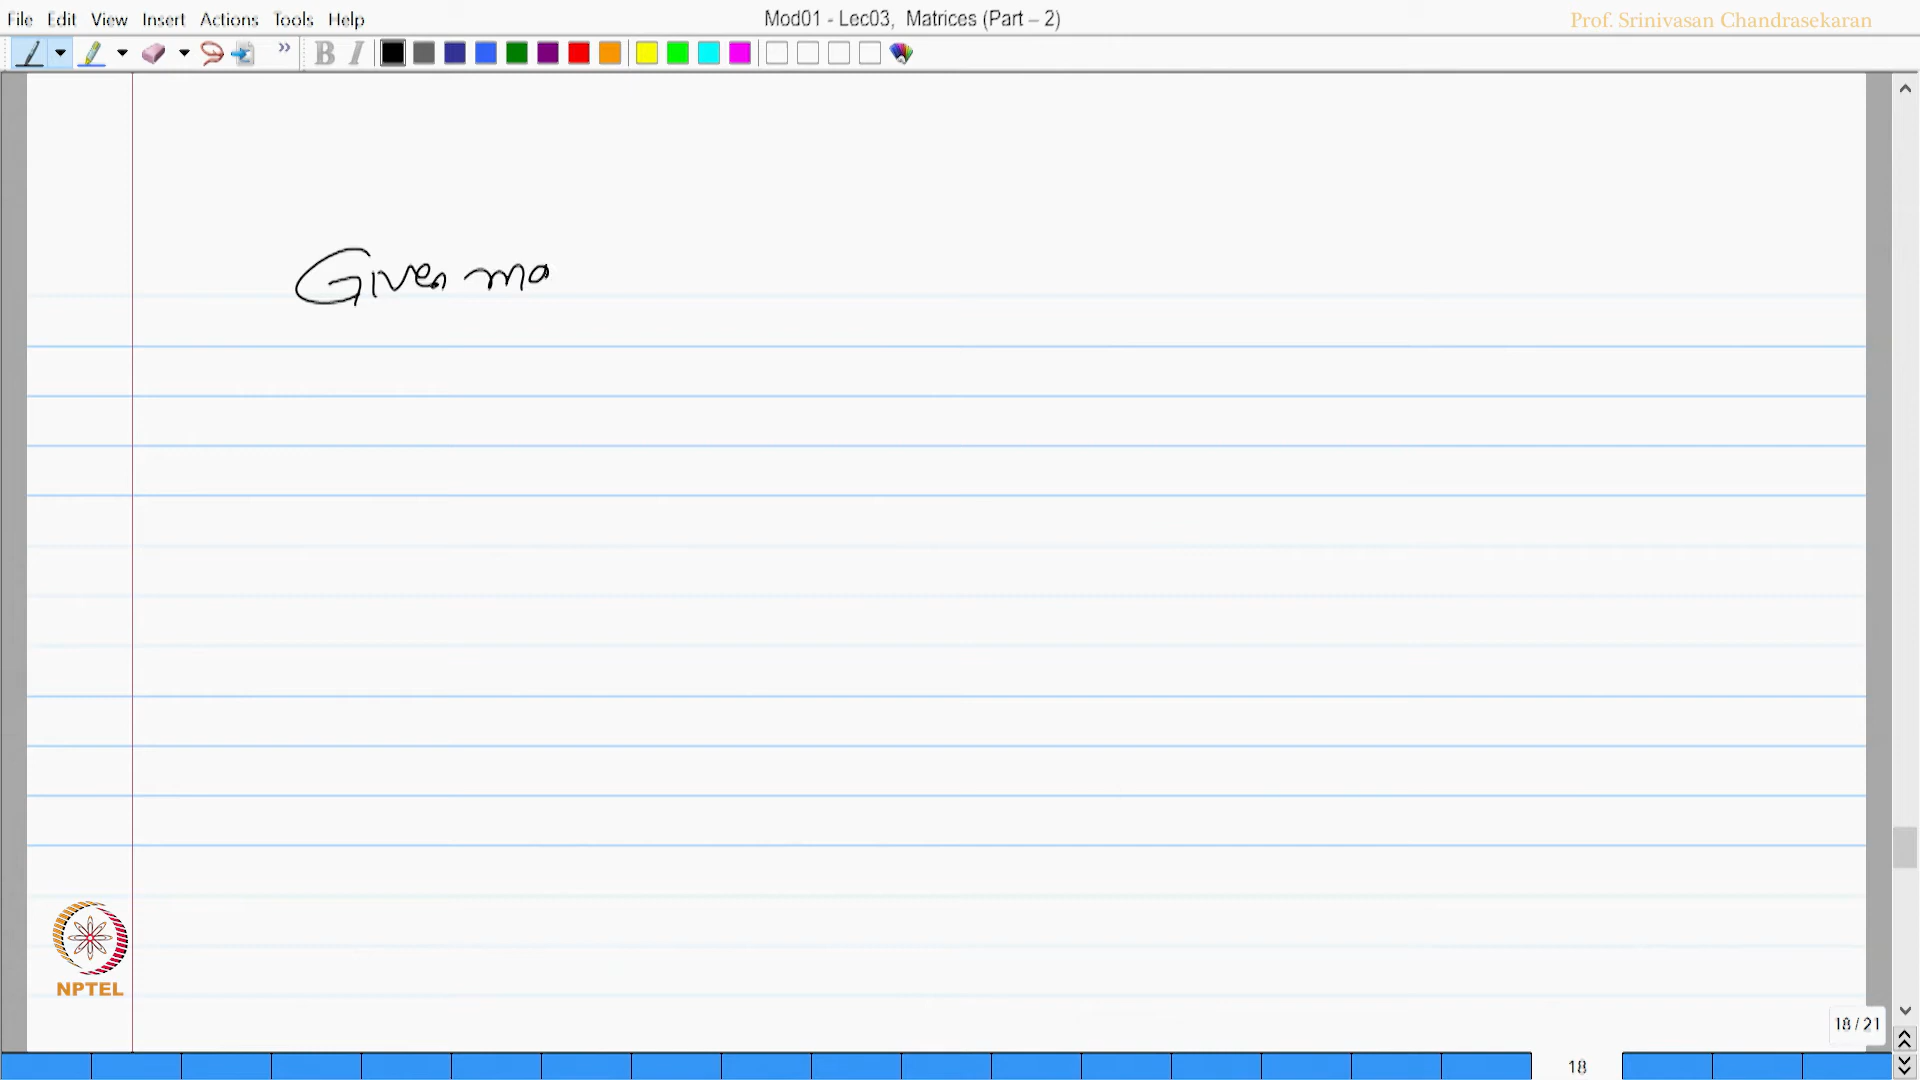 File Edit View Insert Actions Tools Help
Mod01 - Lec03, Matrices (Part – 2)
Prof. Srinivasan Chandrasekaran
B I
Given ma
NPTEL
18 / 21
18